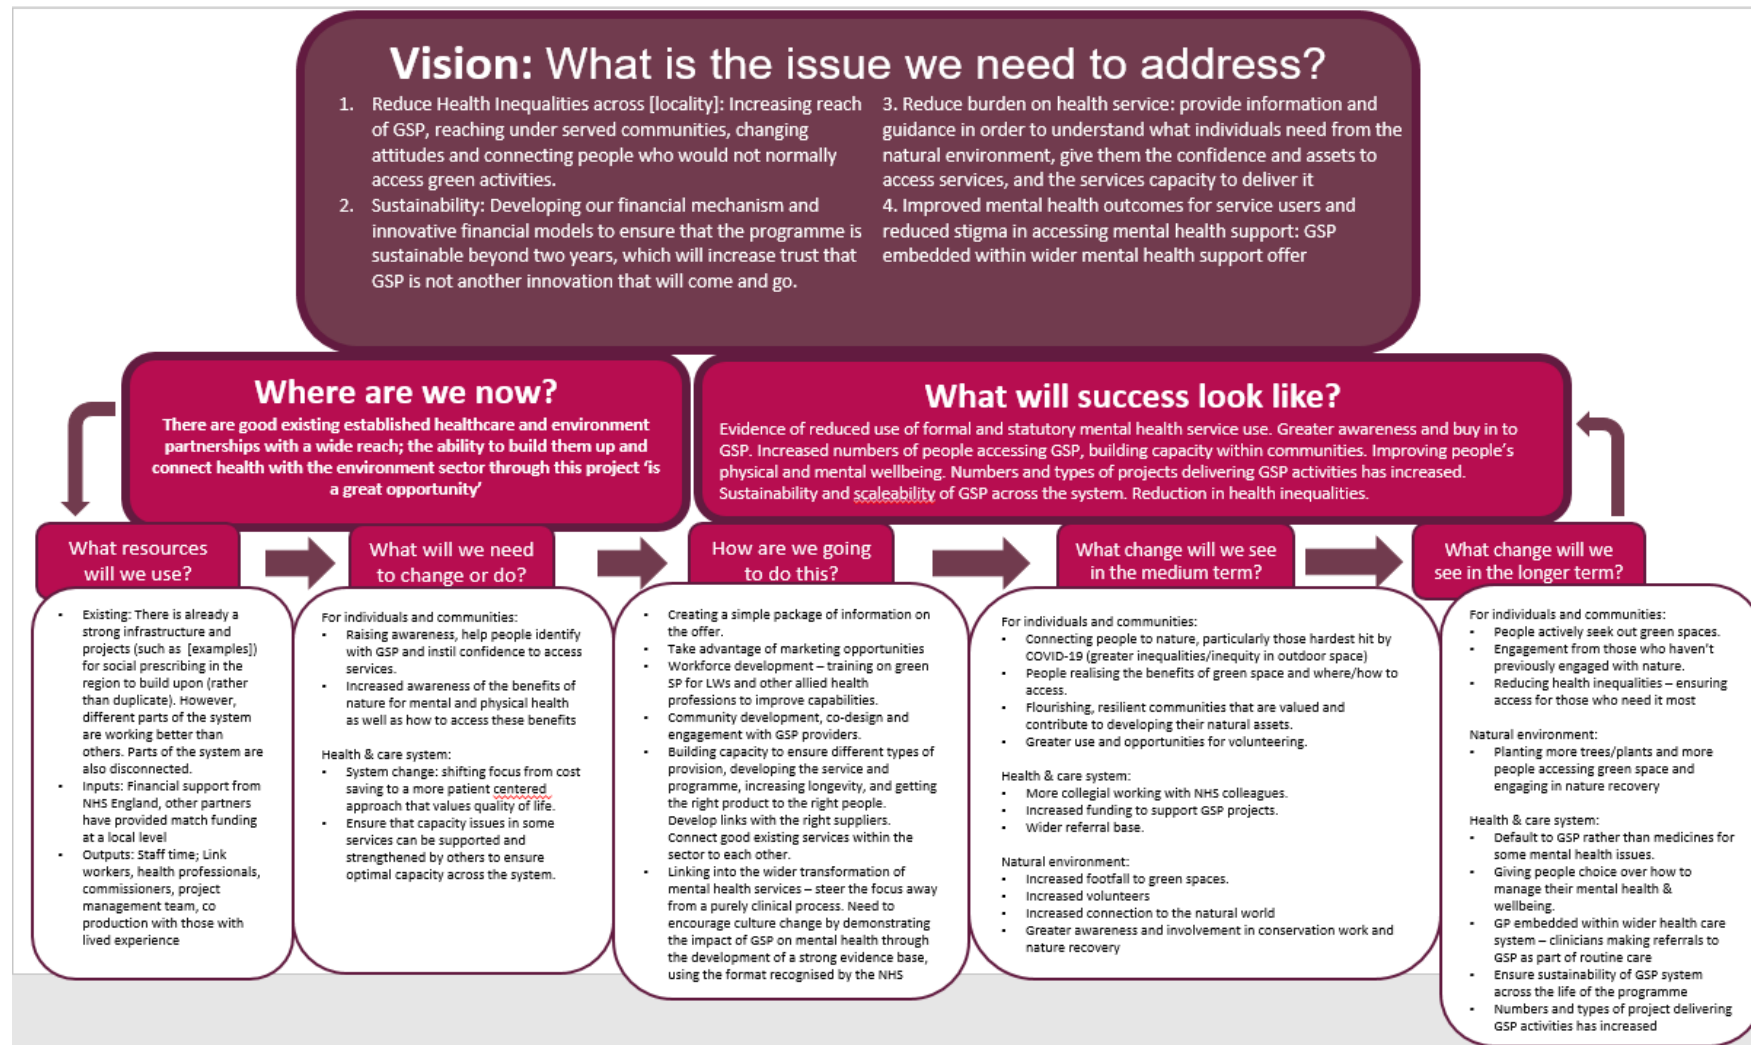 Vision: What is the issue we need to address?
1. Reduce Health Inequalities across [locality]: Increasing reach
of GSP, reaching under served communities, changing
attitudes and connecting people who would not normally
access green activities.
2. Sustainability: Developing our financial mechanism and
innovative financial models to ensure that the programme is
sustainable beyond two years, which will increase trust that
GSP is not another innovation that will come and go.
3. Reduce burden on health service: provide information and
guidance in order to understand what individuals need from the
natural environment, give them the confidence and assets to
access services, and the services capacity to deliver it
4. Improved mental health outcomes for service users and
reduced stigma in accessing mental health support: GSP
embedded within wider mental health support offer
Where are we now?
There are good existing established healthcare and environment
partnerships with a wide reach; the ability to build them up and
connect health with the environment sector through this project ‘is
a great opportunity’
What will success look like?
Evidence of reduced use of formal and statutory mental health service use. Greater awareness and buy in to
GSP. Increased numbers of people accessing GSP, building capacity within communities. Improving people’s
physical and mental wellbeing. Numbers and types of projects delivering GSP activities has increased.
Sustainability and scaleability of GSP across the system. Reduction in health inequalities.
What resources
will we use?
• Existing: There is already a
strong infrastructure and
projects (such as [examples])
for social prescribing in the
region to build upon (rather
than duplicate). However,
different parts of the system
are working better than
others. Parts of the system are
also disconnected.
• Inputs: Financial support from
NHS England, other partners
have provided match funding
at a local level
• Outputs: Staff time; Link
workers, health professionals,
commissioners, project
management team, co
production with those with
lived experience
What will we need
to change or do?
For individuals and communities:
• Raising awareness, help people identify
with GSP and instil confidence to access
services.
• Increased awareness of the benefits of
nature for mental and physical health
as well as how to access these benefits
Health & care system:
• System change: shifting focus from cost
saving to a more patient centered
approach that values quality of life.
• Ensure that capacity issues in some
services can be supported and
strengthened by others to ensure
optimal capacity across the system.
How are we going
to do this?
• Creating a simple package of information on
the offer.
• Take advantage of marketing opportunities
• Workforce development – training on green
SP for LWs and other allied health
professions to improve capabilities.
• Community development, co-design and
engagement with GSP providers.
• Building capacity to ensure different types of
provision, developing the service and
programme, increasing longevity, and getting
the right product to the right people.
Develop links with the right suppliers.
Connect good existing services within the
sector to each other.
• Linking into the wider transformation of
mental health services – steer the focus away
from a purely clinical process. Need to
encourage culture change by demonstrating
the impact of GSP on mental health through
the development of a strong evidence base,
using the format recognised by the NHS
What change will we see
in the medium term?
For individuals and communities:
• Connecting people to nature, particularly those hardest hit by
COVID-19 (greater inequalities/inequity in outdoor space)
• People realising the benefits of green space and where/how to
access.
• Flourishing, resilient communities that are valued and
contribute to developing their natural assets.
• Greater use and opportunities for volunteering.
Health & care system:
• More collegial working with NHS colleagues.
• Increased funding to support GSP projects.
• Wider referral base.
Natural environment:
• Increased footfall to green spaces.
• Increased volunteers
• Increased connection to the natural world
• Greater awareness and involvement in conservation work and
nature recovery
What change will we
see in the longer term?
For individuals and communities:
• People actively seek out green spaces.
• Engagement from those who haven’t
previously engaged with nature.
• Reducing health inequalities – ensuring
access for those who need it most
Natural environment:
• Planting more trees/plants and more
people accessing green space and
engaging in nature recovery
Health & care system:
• Default to GSP rather than medicines for
some mental health issues.
• Giving people choice over how to
manage their mental health &
wellbeing.
• GP embedded within wider health care
system – clinicians making referrals to
GSP as part of routine care
• Ensure sustainability of GSP system
across the life of the programme
• Numbers and types of project delivering
GSP activities has increased